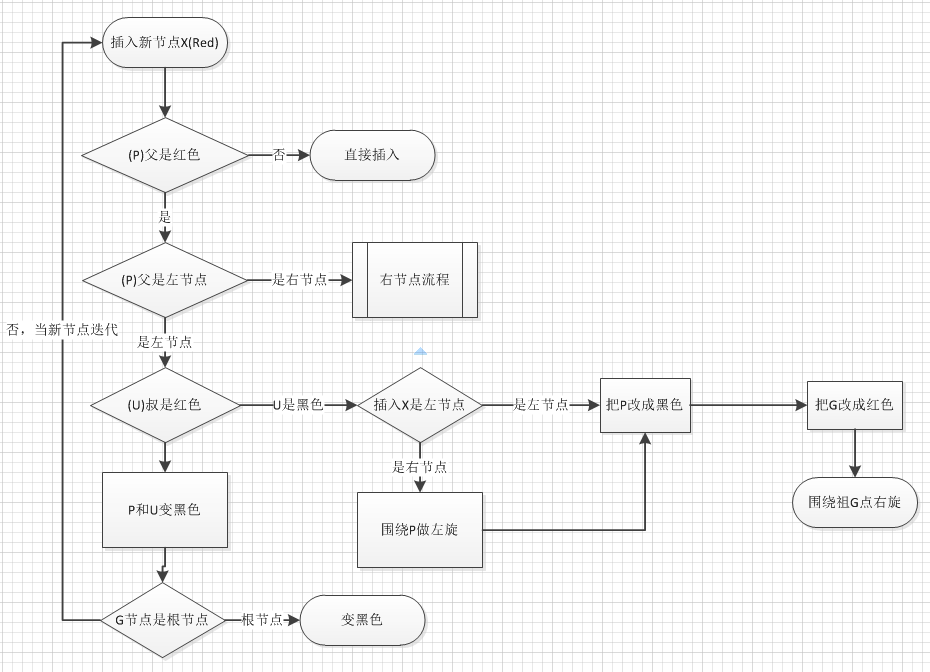 插入新节点X(Red)
(P)父是红色
否
直接插入
是
(P)父是左节点
是右节点
右节点流程
否，当新节点迭代
是左节点
(U)叔是红色
U是黑色
插入X是左节点
是左节点
把P改成黑色
把G改成红色
是右节点
P和U变黑色
围绕P做左旋
围绕祖G点右旋
G节点是根节点
根节点
变黑色